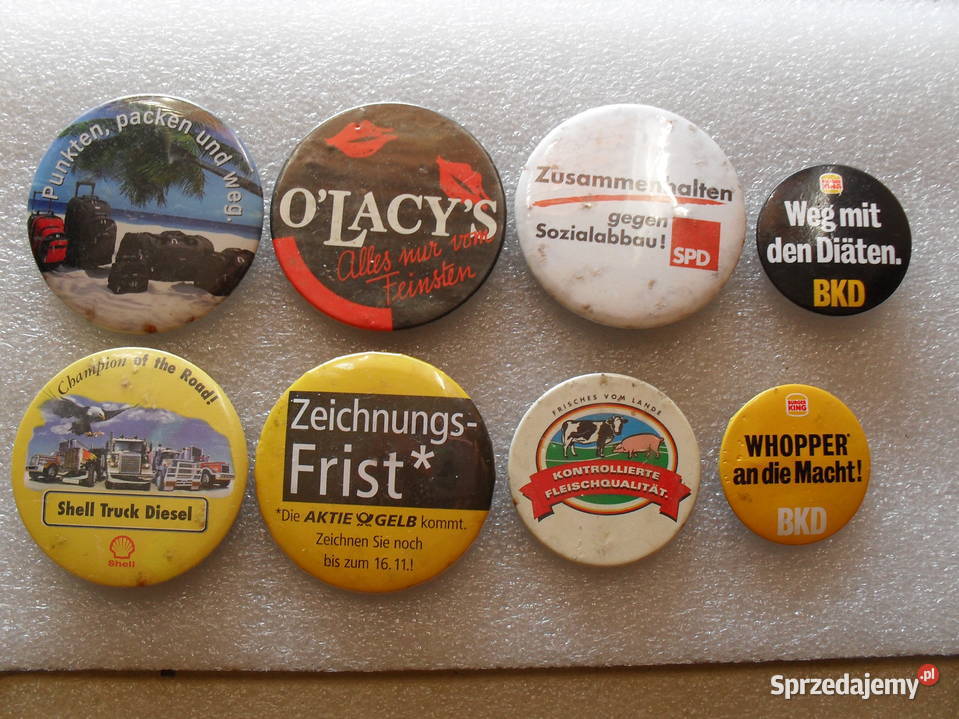 Punkten, packen und weg.
O'LACY'S
Alles nur vom
Feinsten
Zusammenhalten
gegen
Sozialabbau!
SPD
BURGER
KING
Weg mit
den Diäten.
BKD
Champion of the Road!
Shell Truck Diesel
Shell
Zeichnungs-
Frist*
*Die AKTIE GELB kommt.
Zeichnen Sie noch
bis zum 16.11.!
FRISCHES VOM LANDE
KONTROLLIERTE
FLEISCHQUALITÄT.
BURGER
KING
WHOPPER®
an die Macht!
BKD
Sprzedajemy.pl